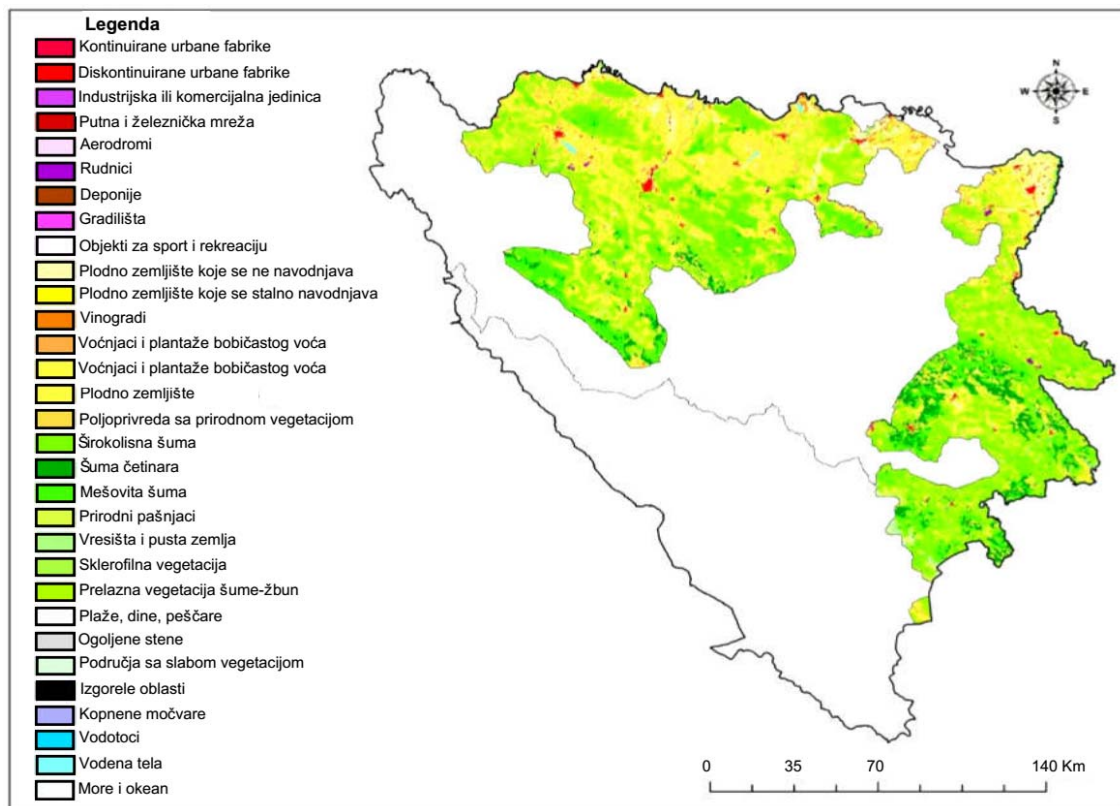 Legenda
Kontinuirane urbane fabrike
Diskontinuirane urbane fabrike
Industrijska ili komercijalna jedinica
Putna i železnička mreža
Aerodromi
Rudnici
Deponije
Gradilišta
Objekti za sport i rekreaciju
Plodno zemljište koje se ne navodnjava
Plodno zemljište koje se stalno navodnjava
Vinogradi
Voćnjaci i plantaže bobičastog voća
Voćnjaci i plantaže bobičastog voća
Plodno zemljište
Poljoprivreda sa prirodnom vegetacijom
Širokolisna šuma
Šuma četinara
Mešovita šuma
Prirodni pašnjaci
Vresišta i pusta zemlja
Sklerofilna vegetacija
Prelazna vegetacija šume-žbun
Plaže, dine, peščare
Ogoljene stene
Područja sa slabom vegetacijom
Izgorele oblasti
Kopnene močvare
Vodotoci
Vodena tela
More i okean
N
W E
S
0 35 70 140 Km